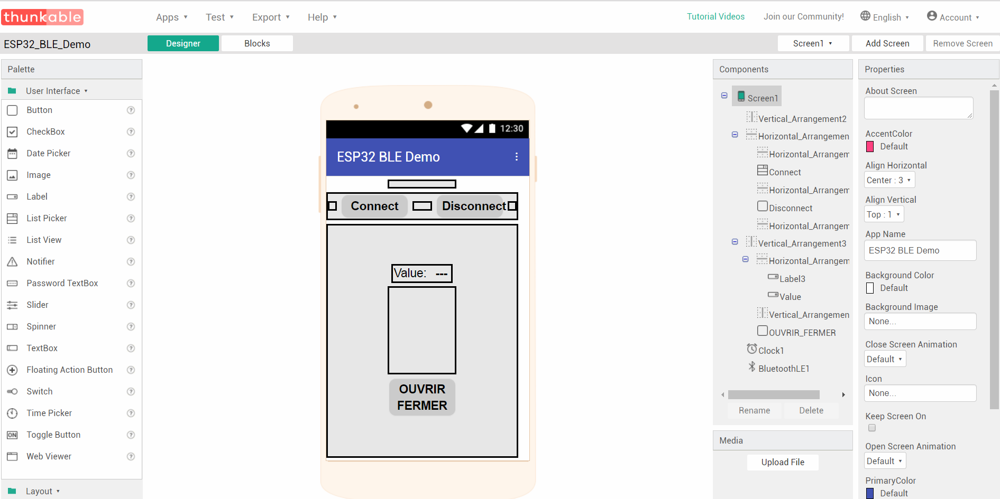 thunkable
Apps ▾ Test ▾ Export ▾ Help ▾
Tutorial Videos Join our Community! English ▾ Account ▾
ESP32_BLE_Demo
Designer Blocks
Screen1 ▾ Add Screen Remove Screen
Palette
User Interface ▾
Button ?
CheckBox ?
Date Picker ?
Image ?
Label ?
List Picker ?
List View ?
Notifier ?
Password TextBox ?
Slider ?
Spinner ?
TextBox ?
Floating Action Button ?
Switch ?
Time Picker ?
ON Toggle Button ?
Web Viewer ?
Layout ▾
12:30
ESP32 BLE Demo
Connect Disconnect
Value: ---
OUVRIR
FERMER
Components
Screen1
Vertical_Arrangement2
Horizontal_Arrangemen
Horizontal_Arrangem
Connect
Horizontal_Arrangem
Disconnect
Horizontal_Arrangem
Vertical_Arrangement3
Horizontal_Arrangem
Label3
Value
Vertical_Arrangemen
OUVRIR_FERMER
Clock1
BluetoothLE1
Rename Delete
Media
Upload File
Properties
About Screen
AccentColor
Default
Align Horizontal
Center : 3 ▾
Align Vertical
Top : 1 ▾
App Name
ESP32 BLE Demo
Background Color
Default
Background Image
None...
Close Screen Animation
Default ▾
Icon
None...
Keep Screen On
Open Screen Animation
Default ▾
PrimaryColor
Default